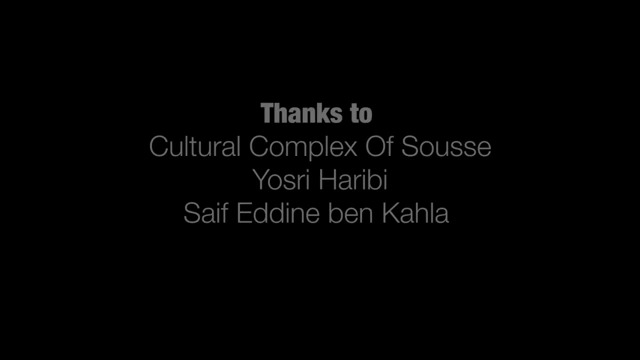 Thanks to
Cultural Complex Of Sousse
Yosri Haribi
Saif Eddine ben Kahla